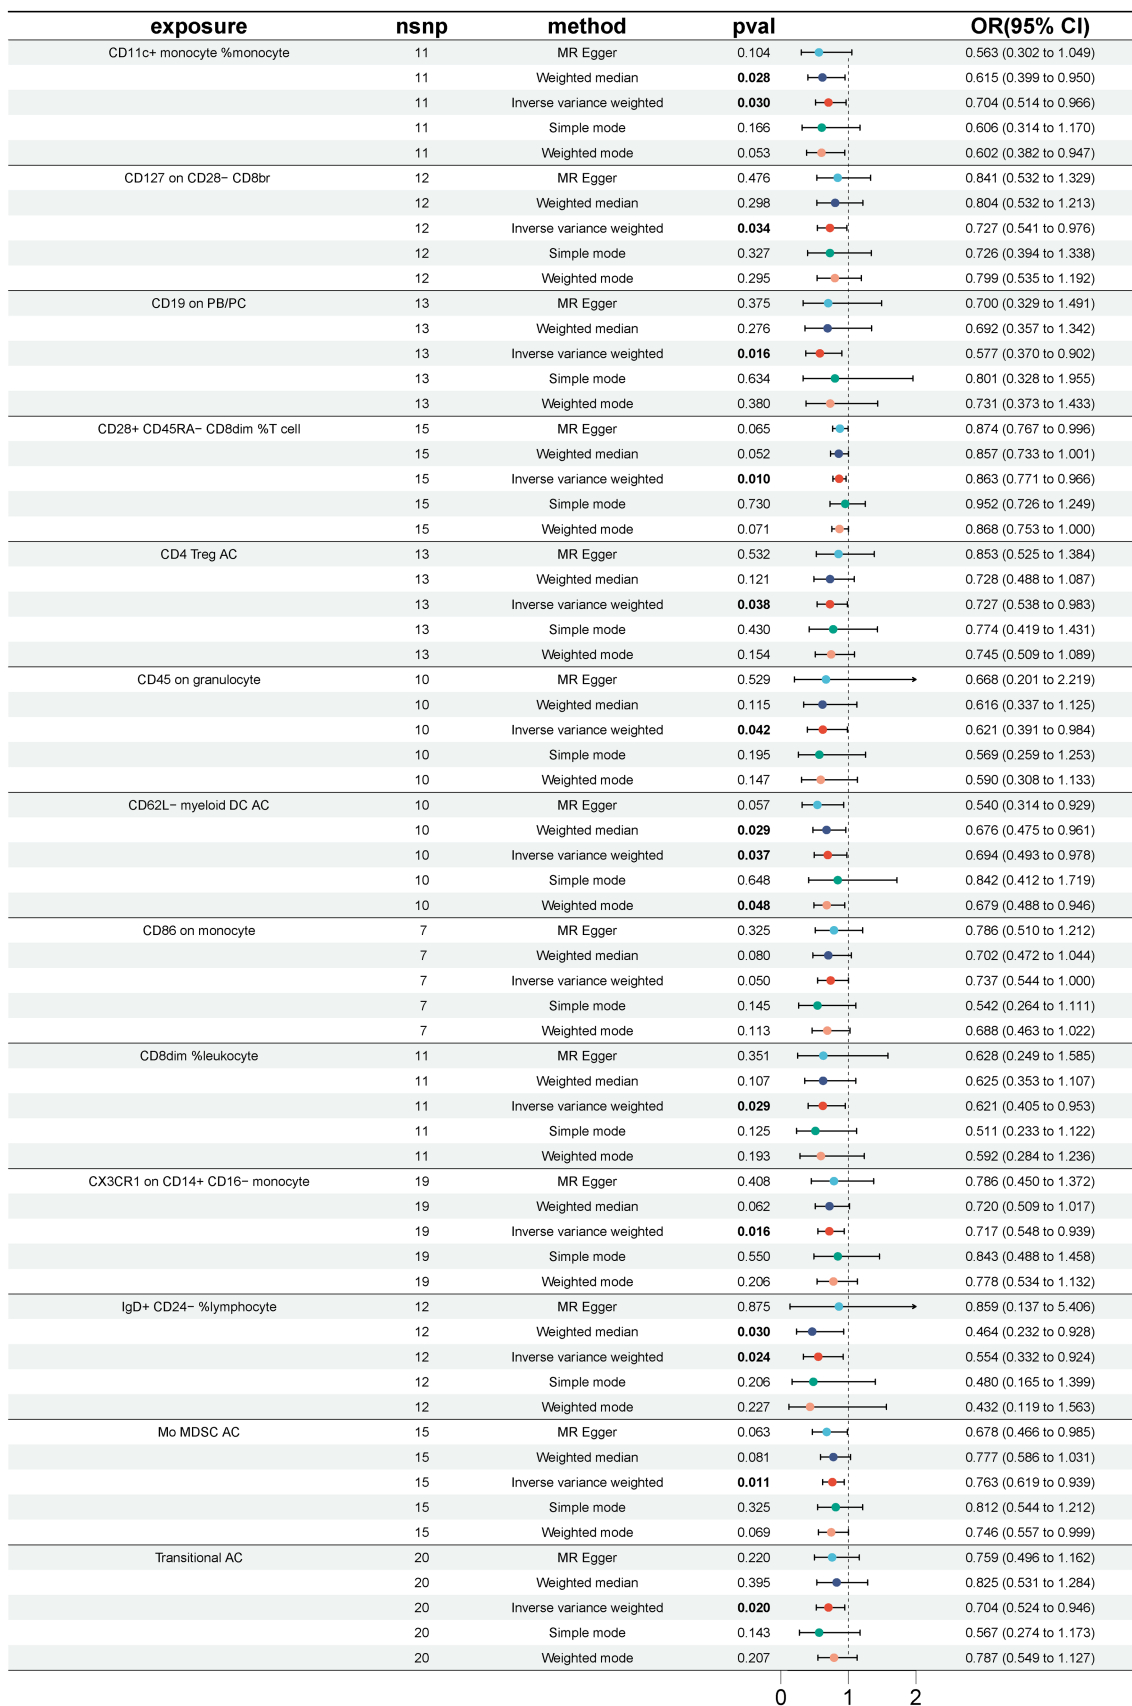 exposure nsnp method pval OR(95% CI)
CD11c+ monocyte %monocyte 11 MR Egger 0.104 0.563 (0.302 to 1.049)
11 Weighted median 0.028 0.615 (0.399 to 0.950)
11 Inverse variance weighted 0.030 0.704 (0.514 to 0.966)
11 Simple mode 0.166 0.606 (0.314 to 1.170)
11 Weighted mode 0.053 0.602 (0.382 to 0.947)
CD127 on CD28− CD8br 12 MR Egger 0.476 0.841 (0.532 to 1.329)
12 Weighted median 0.298 0.804 (0.532 to 1.213)
12 Inverse variance weighted 0.034 0.727 (0.541 to 0.976)
12 Simple mode 0.327 0.726 (0.394 to 1.338)
12 Weighted mode 0.295 0.799 (0.535 to 1.192)
CD19 on PB/PC 13 MR Egger 0.375 0.700 (0.329 to 1.491)
13 Weighted median 0.276 0.692 (0.357 to 1.342)
13 Inverse variance weighted 0.016 0.577 (0.370 to 0.902)
13 Simple mode 0.634 0.801 (0.328 to 1.955)
13 Weighted mode 0.380 0.731 (0.373 to 1.433)
CD28+ CD45RA− CD8dim %T cell 15 MR Egger 0.065 0.874 (0.767 to 0.996)
15 Weighted median 0.052 0.857 (0.733 to 1.001)
15 Inverse variance weighted 0.010 0.863 (0.771 to 0.966)
15 Simple mode 0.730 0.952 (0.726 to 1.249)
15 Weighted mode 0.071 0.868 (0.753 to 1.000)
CD4 Treg AC 13 MR Egger 0.532 0.853 (0.525 to 1.384)
13 Weighted median 0.121 0.728 (0.488 to 1.087)
13 Inverse variance weighted 0.038 0.727 (0.538 to 0.983)
13 Simple mode 0.430 0.774 (0.419 to 1.431)
13 Weighted mode 0.154 0.745 (0.509 to 1.089)
CD45 on granulocyte 10 MR Egger 0.529 0.668 (0.201 to 2.219)
10 Weighted median 0.115 0.616 (0.337 to 1.125)
10 Inverse variance weighted 0.042 0.621 (0.391 to 0.984)
10 Simple mode 0.195 0.569 (0.259 to 1.253)
10 Weighted mode 0.147 0.590 (0.308 to 1.133)
CD62L− myeloid DC AC 10 MR Egger 0.057 0.540 (0.314 to 0.929)
10 Weighted median 0.029 0.676 (0.475 to 0.961)
10 Inverse variance weighted 0.037 0.694 (0.493 to 0.978)
10 Simple mode 0.648 0.842 (0.412 to 1.719)
10 Weighted mode 0.048 0.679 (0.488 to 0.946)
CD86 on monocyte 7 MR Egger 0.325 0.786 (0.510 to 1.212)
7 Weighted median 0.080 0.702 (0.472 to 1.044)
7 Inverse variance weighted 0.050 0.737 (0.544 to 1.000)
7 Simple mode 0.145 0.542 (0.264 to 1.111)
7 Weighted mode 0.113 0.688 (0.463 to 1.022)
CD8dim %leukocyte 11 MR Egger 0.351 0.628 (0.249 to 1.585)
11 Weighted median 0.107 0.625 (0.353 to 1.107)
11 Inverse variance weighted 0.029 0.621 (0.405 to 0.953)
11 Simple mode 0.125 0.511 (0.233 to 1.122)
11 Weighted mode 0.193 0.592 (0.284 to 1.236)
CX3CR1 on CD14+ CD16− monocyte 19 MR Egger 0.408 0.786 (0.450 to 1.372)
19 Weighted median 0.062 0.720 (0.509 to 1.017)
19 Inverse variance weighted 0.016 0.717 (0.548 to 0.939)
19 Simple mode 0.550 0.843 (0.488 to 1.458)
19 Weighted mode 0.206 0.778 (0.534 to 1.132)
IgD+ CD24− %lymphocyte 12 MR Egger 0.875 0.859 (0.137 to 5.406)
12 Weighted median 0.030 0.464 (0.232 to 0.928)
12 Inverse variance weighted 0.024 0.554 (0.332 to 0.924)
12 Simple mode 0.206 0.480 (0.165 to 1.399)
12 Weighted mode 0.227 0.432 (0.119 to 1.563)
Mo MDSC AC 15 MR Egger 0.063 0.678 (0.466 to 0.985)
15 Weighted median 0.081 0.777 (0.586 to 1.031)
15 Inverse variance weighted 0.011 0.763 (0.619 to 0.939)
15 Simple mode 0.325 0.812 (0.544 to 1.212)
15 Weighted mode 0.069 0.746 (0.557 to 0.999)
Transitional AC 20 MR Egger 0.220 0.759 (0.496 to 1.162)
20 Weighted median 0.395 0.825 (0.531 to 1.284)
20 Inverse variance weighted 0.020 0.704 (0.524 to 0.946)
20 Simple mode 0.143 0.567 (0.274 to 1.173)
20 Weighted mode 0.207 0.787 (0.549 to 1.127)
0 1 2